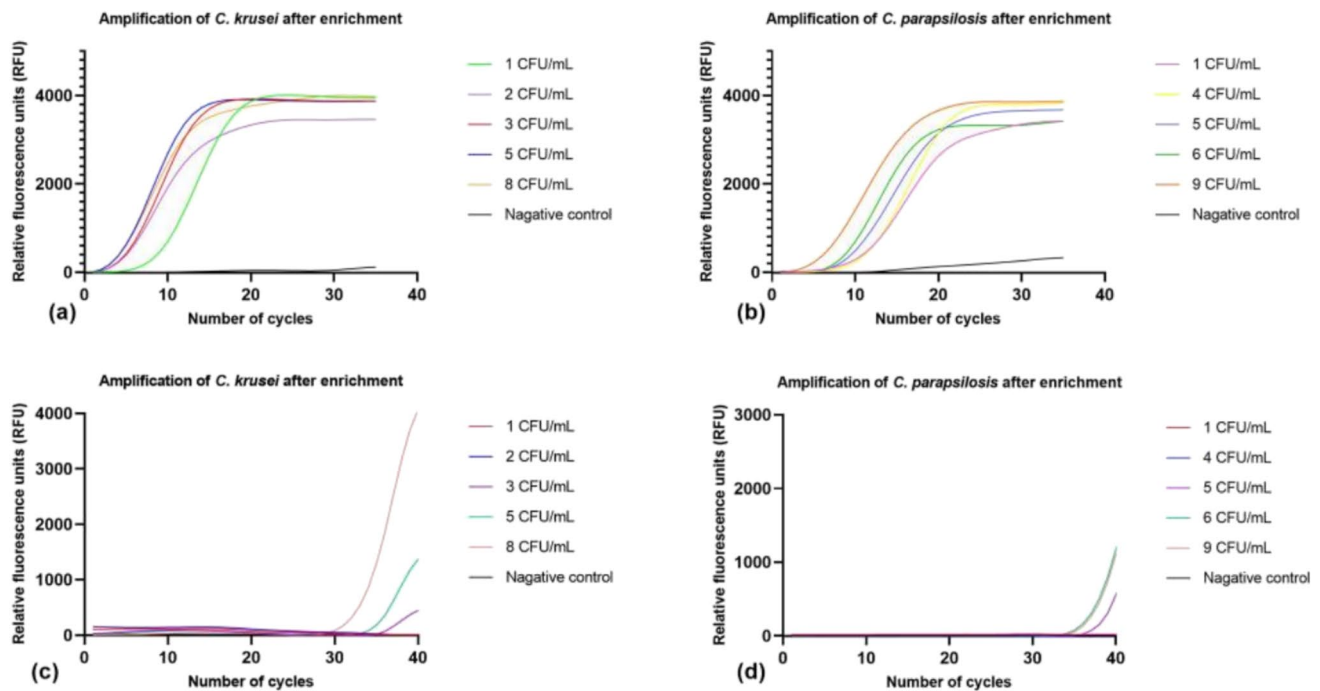 Amplification of C. krusei after enrichment
Relative fluorescence units (RFU)
4000
2000
0
0 10 20 30 40
Number of cycles
(a)
1 CFU/mL
2 CFU/mL
3 CFU/mL
5 CFU/mL
8 CFU/mL
Nagative control
Amplification of C. parapsilosis after enrichment
Relative fluorescence units (RFU)
4000
2000
0
0 10 20 30 40
Number of cycles
(b)
1 CFU/mL
4 CFU/mL
5 CFU/mL
6 CFU/mL
9 CFU/mL
Nagative control
Amplification of C. krusei after enrichment
Relative fluorescence units (RFU)
4000
3000
2000
1000
0
0 10 20 30 40
Number of cycles
(c)
1 CFU/mL
2 CFU/mL
3 CFU/mL
5 CFU/mL
8 CFU/mL
Nagative control
Amplification of C. parapsilosis after enrichment
Relative fluorescence units (RFU)
3000
2000
1000
0
0 10 20 30 40
Number of cycles
(d)
1 CFU/mL
4 CFU/mL
5 CFU/mL
6 CFU/mL
9 CFU/mL
Nagative control